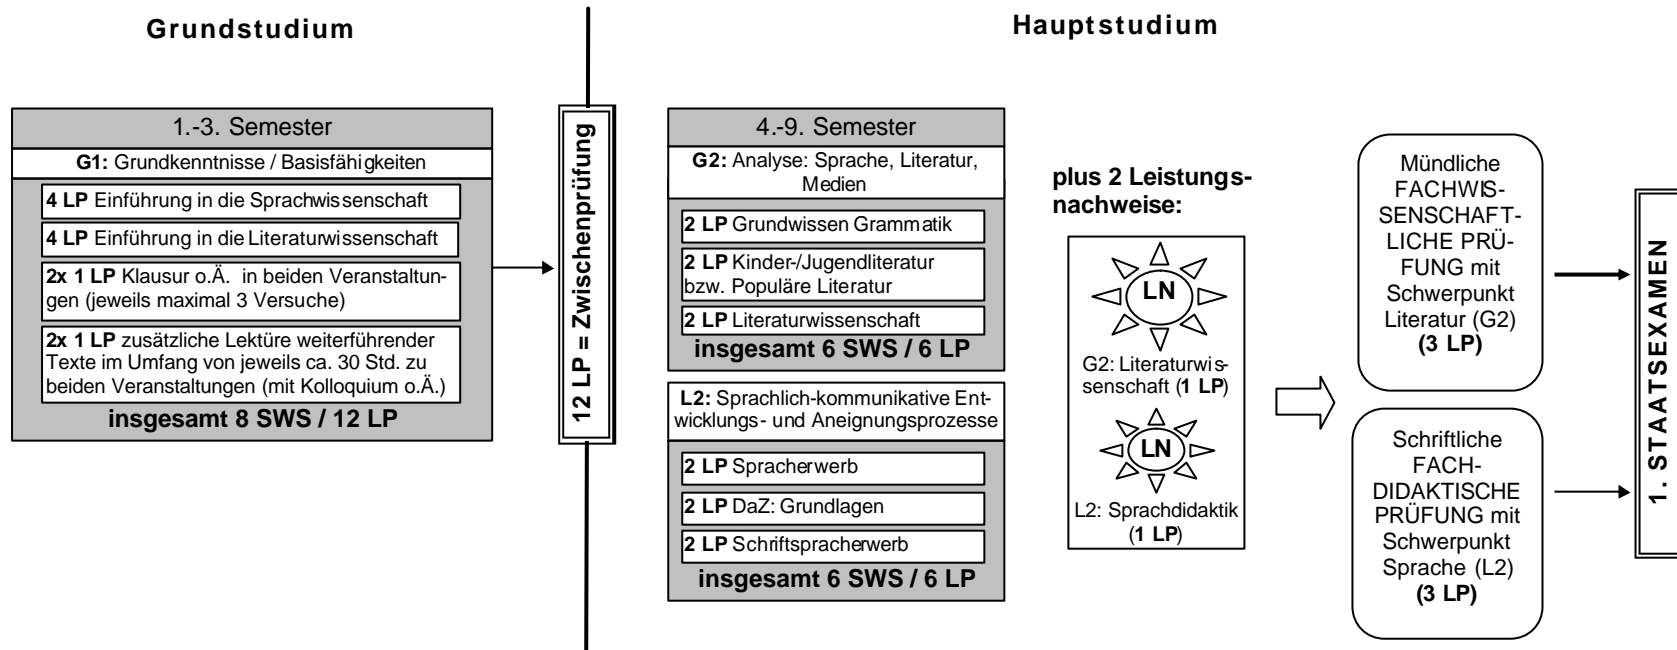 Grundstudium
Hauptstudium
1.-3. Semester
G1: Grundkenntnisse / Basisfähigkeiten
4 LP Einführung in die Sprachwissenschaft
4 LP Einführung in die Literaturwissenschaft
2x 1 LP Klausur o.Ä. in beiden Veranstaltun-
gen (jeweils maximal 3 Versuche)
2x 1 LP zusätzliche Lektüre weiterführender
Texte im Umfang von jeweils ca. 30 Std. zu
beiden Veranstaltungen (mit Kolloquium o.Ä.)
insgesamt 8 SWS / 12 LP
12 LP = Zwischenprüfung
4.-9. Semester
G2: Analyse: Sprache, Literatur,
Medien
2 LP Grundwissen Grammatik
2 LP Kinder-/Jugendliteratur
bzw. Populäre Literatur
2 LP Literaturwissenschaft
insgesamt 6 SWS / 6 LP
L2: Sprachlich-kommunikative Ent-
wicklungs- und Aneignungsprozesse
2 LP Spracherwerb
2 LP DaZ: Grundlagen
2 LP Schriftspracherwerb
insgesamt 6 SWS / 6 LP
plus 2 Leistungs-
nachweise:
LN
G2: Literaturwis-
senschaft (1 LP)
LN
L2: Sprachdidaktik
(1 LP)
Mündliche
FACHWIS-
SENSCHAFT-
LICHE PRÜ-
FUNG mit
Schwerpunkt
Literatur (G2)
(3 LP)
Schriftliche
FACH-
DIDAKTISCHE
PRÜFUNG mit
Schwerpunkt
Sprache (L2)
(3 LP)
1. STAATSEXAMEN